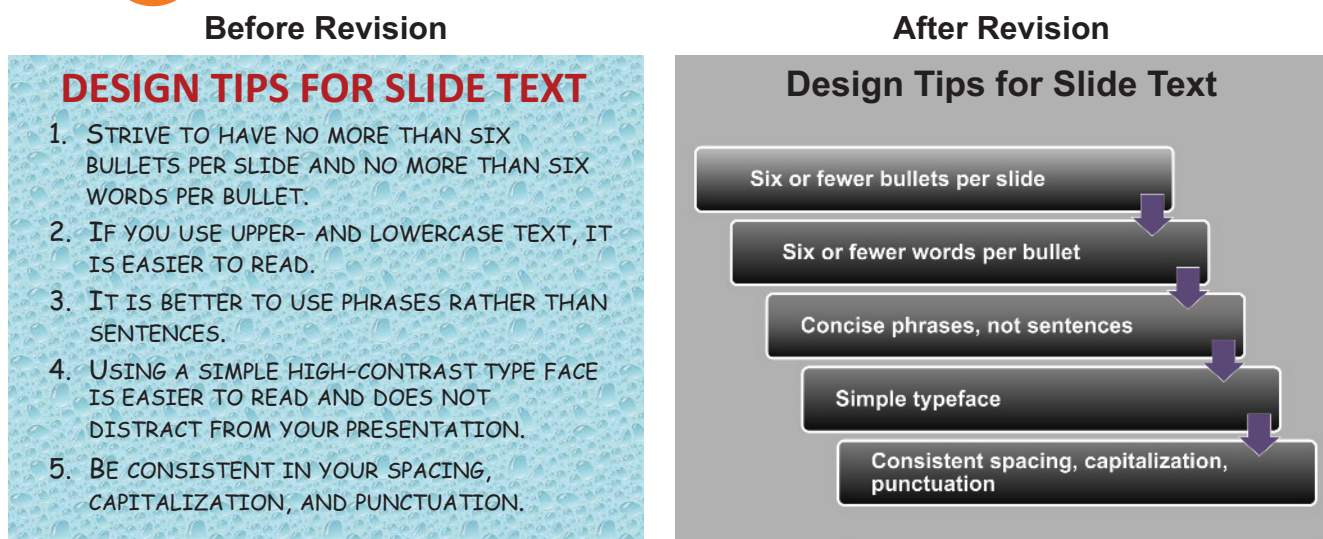 Before Revision
DESIGN TIPS FOR SLIDE TEXT
1. STRIVE TO HAVE NO MORE THAN SIX
BULLETS PER SLIDE AND NO MORE THAN SIX
WORDS PER BULLET.
2. IF YOU USE UPPER- AND LOWERCASE TEXT, IT
IS EASIER TO READ.
3. IT IS BETTER TO USE PHRASES RATHER THAN
SENTENCES.
4. USING A SIMPLE HIGH-CONTRAST TYPE FACE
IS EASIER TO READ AND DOES NOT
DISTRACT FROM YOUR PRESENTATION.
5. BE CONSISTENT IN YOUR SPACING,
CAPITALIZATION, AND PUNCTUATION.
After Revision
Design Tips for Slide Text
Six or fewer bullets per slide
Six or fewer words per bullet
Concise phrases, not sentences
Simple typeface
Consistent spacing, capitalization,
punctuation